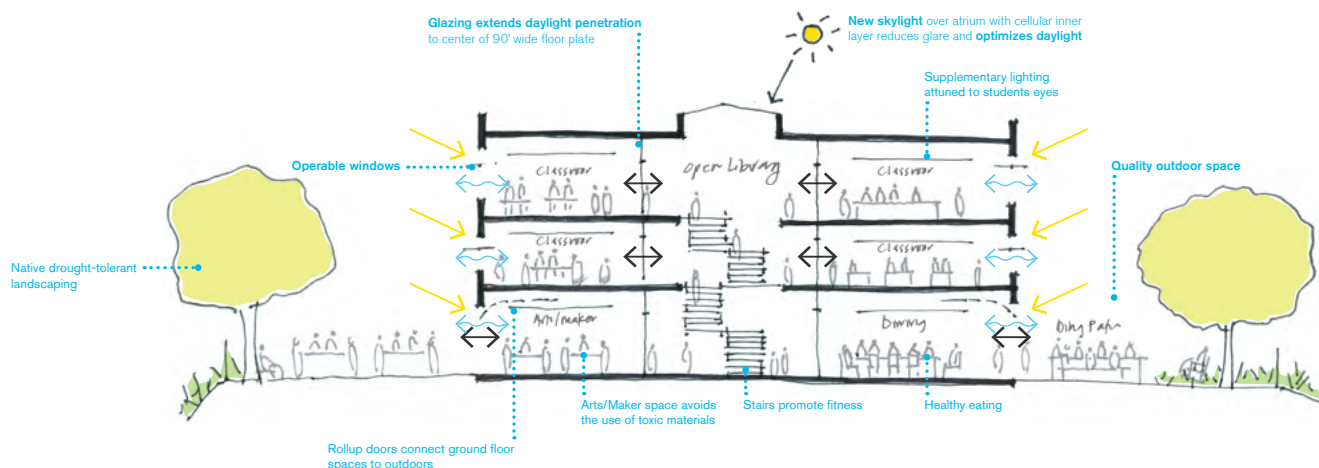 Glazing extends daylight penetration
to center of 90' wide floor plate
New skylight over atrium with cellular inner
layer reduces glare and optimizes daylight
Supplementary lighting
attuned to students eyes
Operable windows
Quality outdoor space
Classroom
Open Library
Classroom
Native drought-tolerant
landscaping
Classroom
Classroom
Arts/maker
Dining
Dining
Arts/Maker space avoids
the use of toxic materials
Stairs promote fitness
Healthy eating
Rollup doors connect ground floor
spaces to outdoors